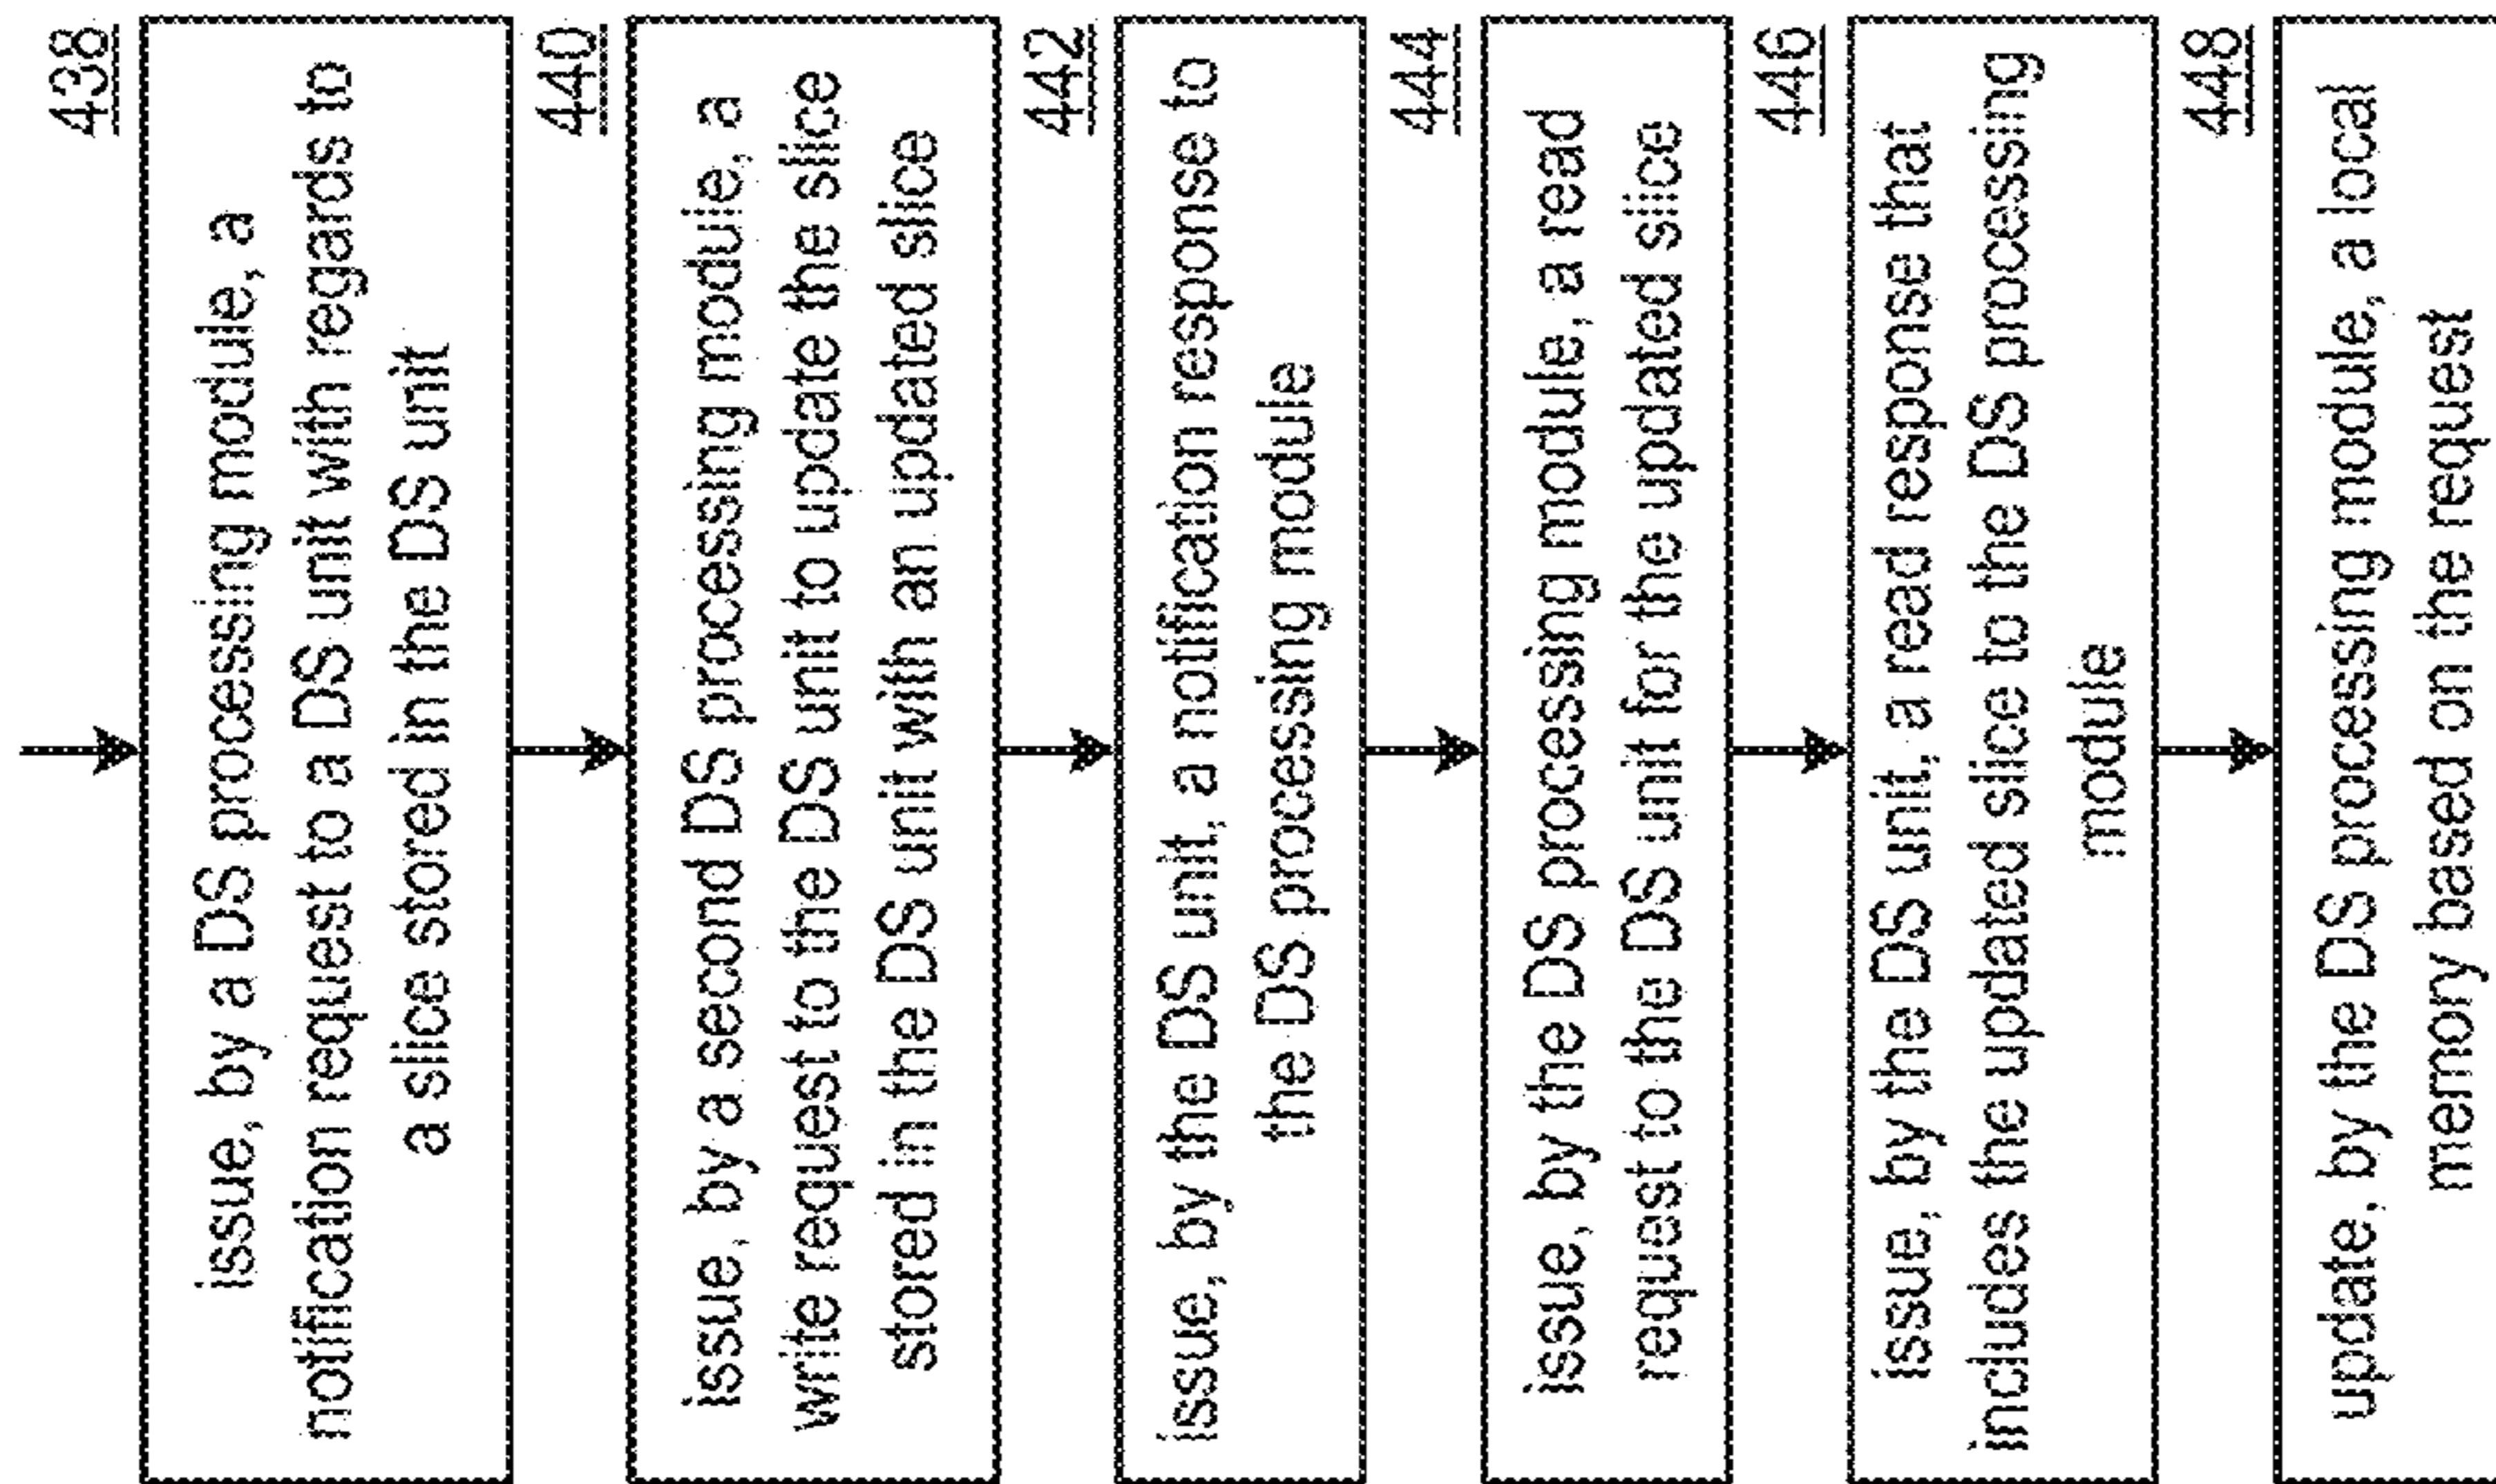 438
issue, by a DS processing module, a
notification request to a DS unit with regards to
a slice stored in the DS unit
440
issue, by a second DS processing module, a
write request to the DS unit to update the slice
stored in the DS unit with an updated slice
442
issue, by the DS unit, a notification response to
the DS processing module
444
issue, by the DS processing module, a read
request to the DS unit for the updated slice
446
issue, by the DS unit, a read response that
includes the updated slice to the DS processing
module
448
update, by the DS processing module, a local
memory based on the request